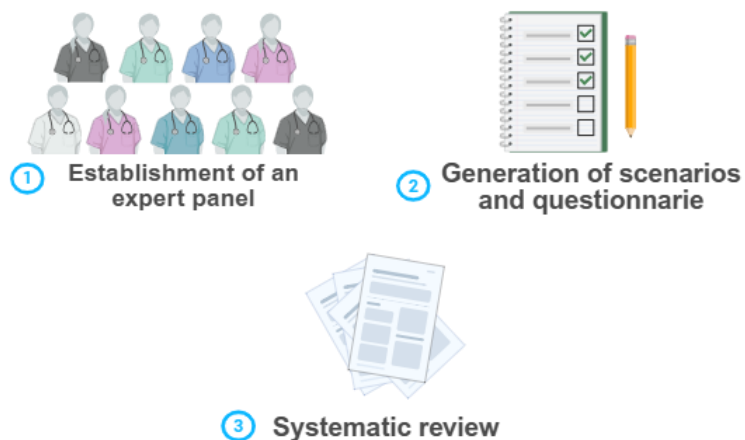 1 Establishment of an
expert panel
2 Generation of scenarios
and questionnarie
3 Systematic review